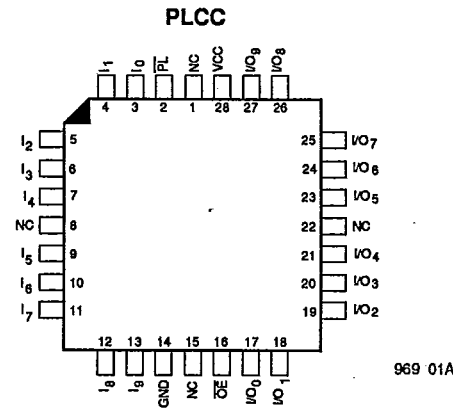 PLCC
I1 I0 PL NC VCC I/O9 I/O8
4 3 2 1 28 27 26
I2 5 25 I/O7
I3 6 24 I/O6
I4 7 23 I/O5
NC 8 22 NC
I5 9 21 I/O4
I6 10 20 I/O3
I7 11 19 I/O2
12 13 14 15 16 17 18
I8 I9 GND NC OE I/O0 I/O1
969 01A